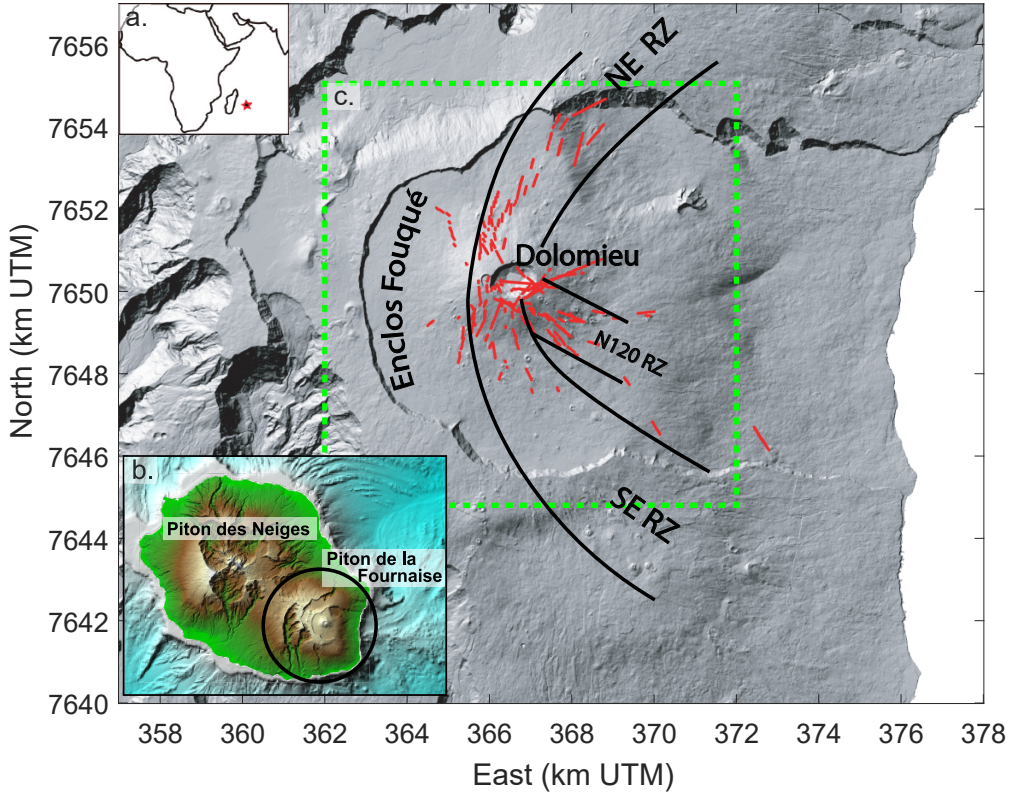 a.
7656
7654
7652
7650
7648
7646
7644
7642
7640
North (km UTM)
NE RZ
c.
Enclos Fouqué
Dolomieu
N120 RZ
SE RZ
b.
Piton des Neiges
Piton de la
Fournaise
358
360
362
364
366
368
370
372
374
376
378
East (km UTM)